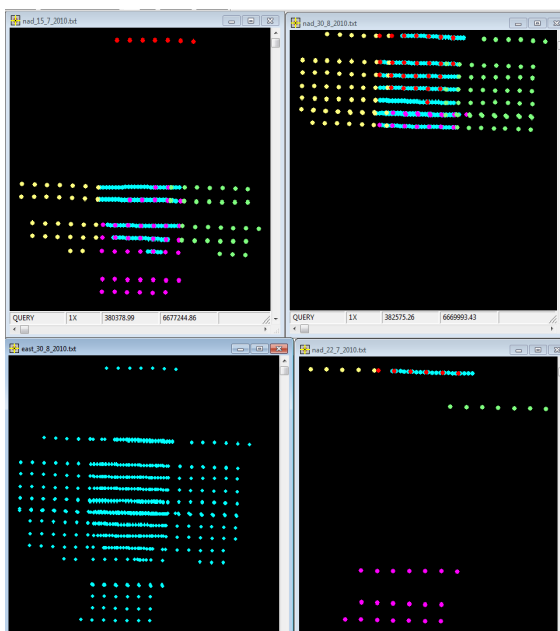 nad_15_7_2010.txt
nad_30_8_2010.txt
QUERY 1X 380378.99 6677244.86
QUERY 1X 382575.26 6669993.43
east_30_8_2010.txt
nad_22_7_2010.txt